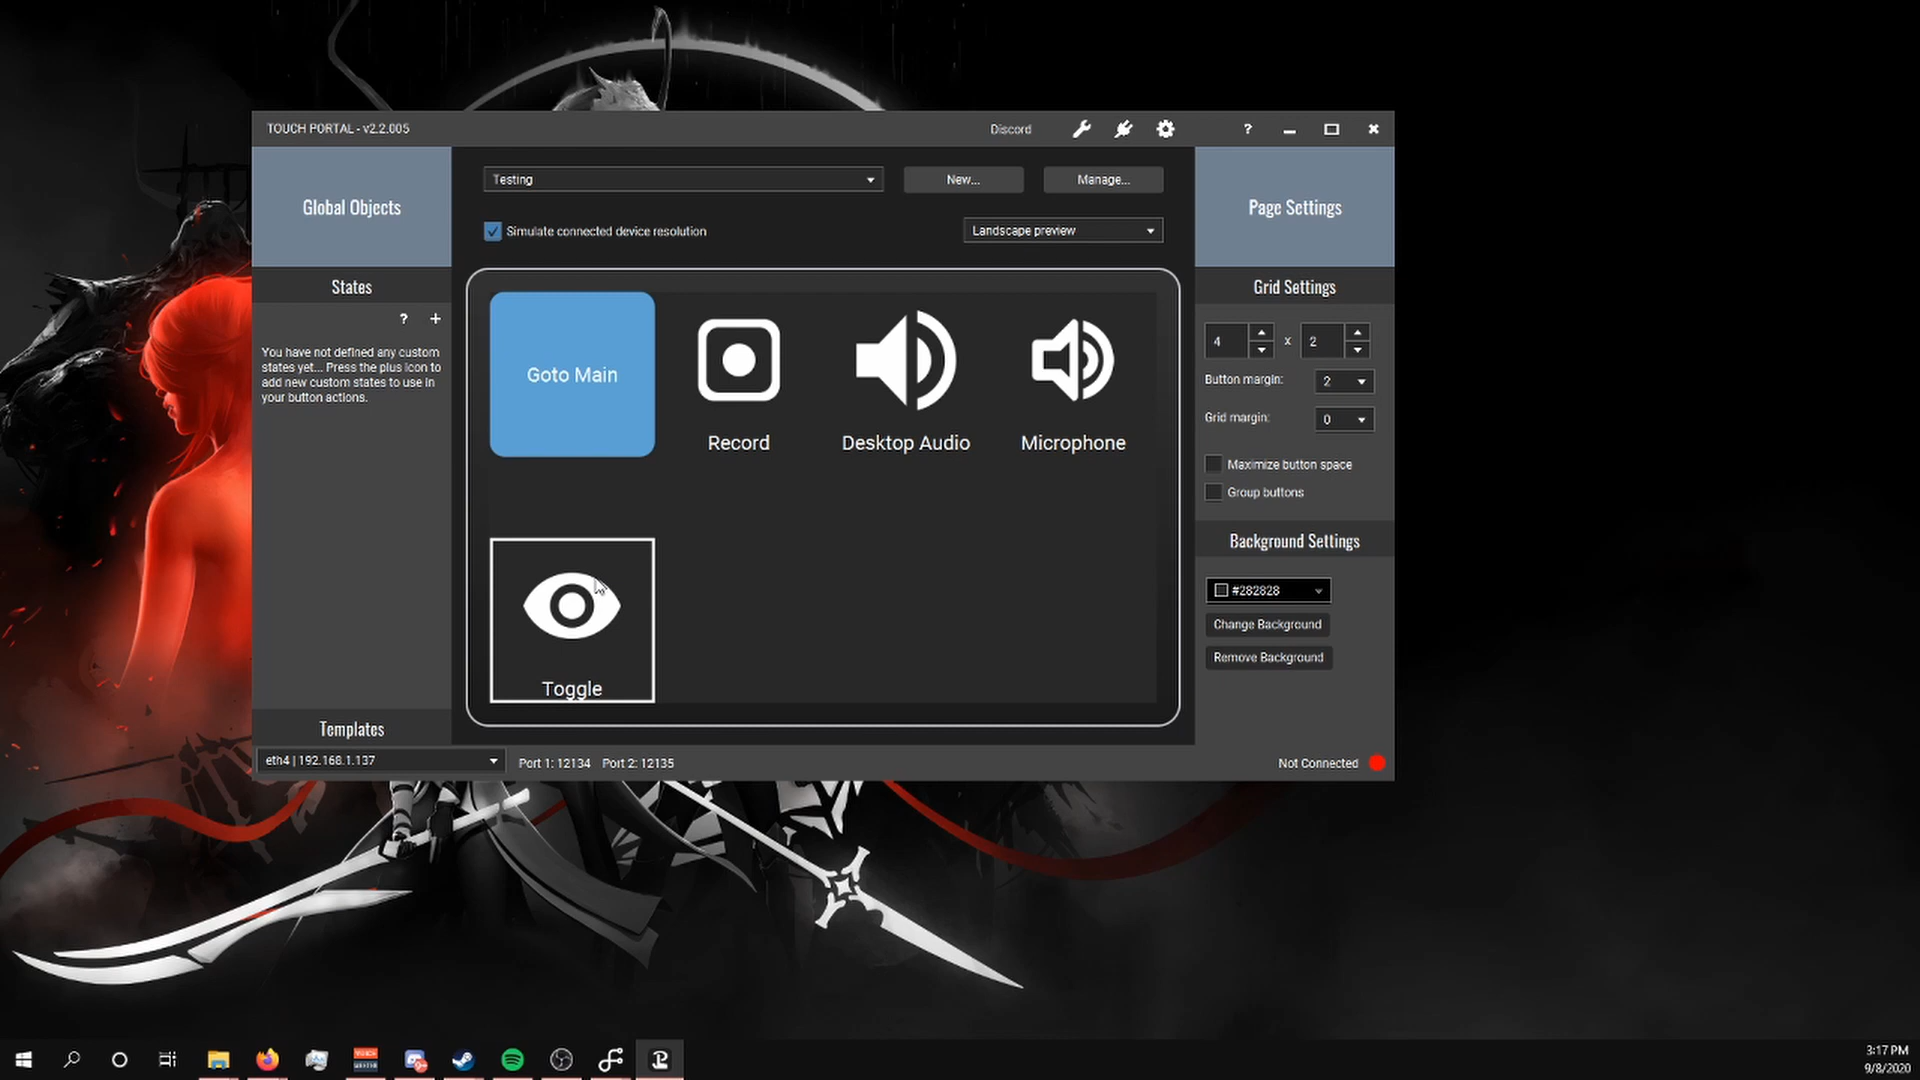 TOUCH PORTAL - v2.2.005
Discord
?
Global Objects
Testing
New...
Manage...
Page Settings
Simulate connected device resolution
Landscape preview
States
Grid Settings
? +
You have not defined any custom
states yet... Press the plus icon to
add new custom states to use in
your button actions.
4 x 2
Button margin: 2
Grid margin: 0
Maximize button space
Group buttons
Goto Main
Record
Desktop Audio
Microphone
Toggle
Background Settings
#282828
Change Background
Remove Background
Templates
eth4 | 192.168.1.137
Port 1: 12134 Port 2: 12135
Not Connected
3:17 PM
9/8/2020